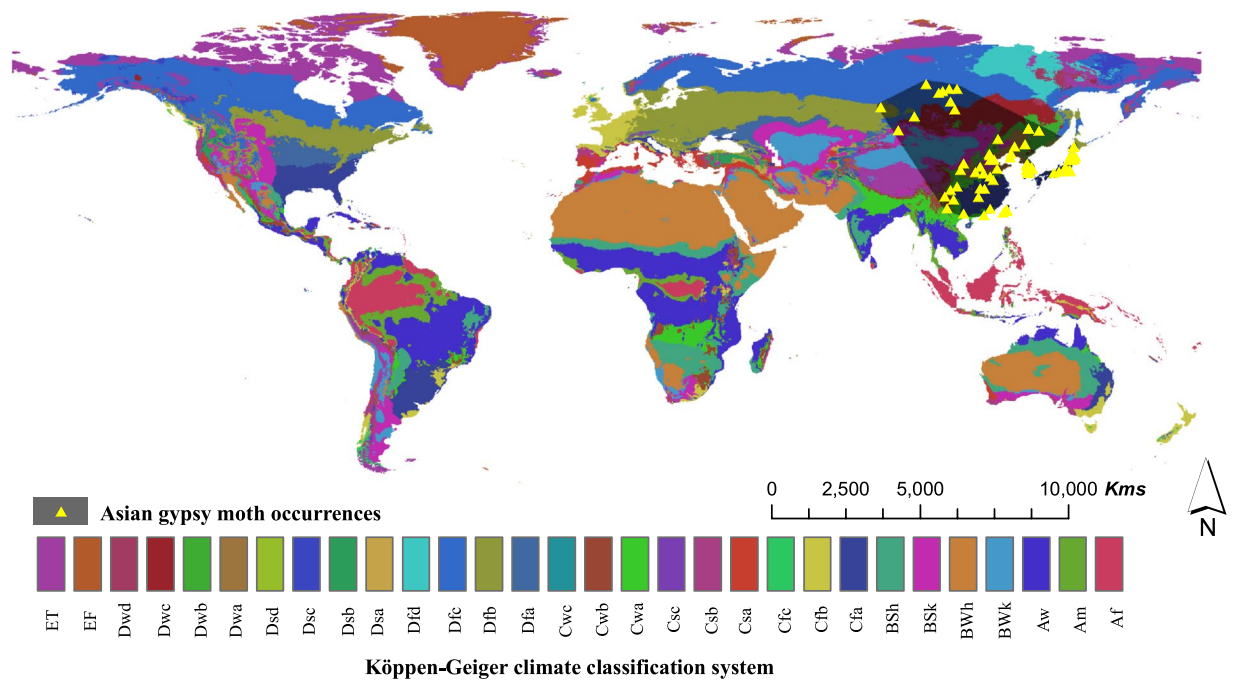 0 2,500 5,000 10,000 Kms
Asian gypsy moth occurrences
N
ET EF Dwd Dwc Dwb Dwa Dsd Dsc Dsb Dsa Dfd Dfc Dfb Dfa Cwc Cwb Cwa Csc Csb Csa Cfc Cfb Cfa BSh BSk BWh BWk Aw Am Af
Köppen-Geiger climate classification system